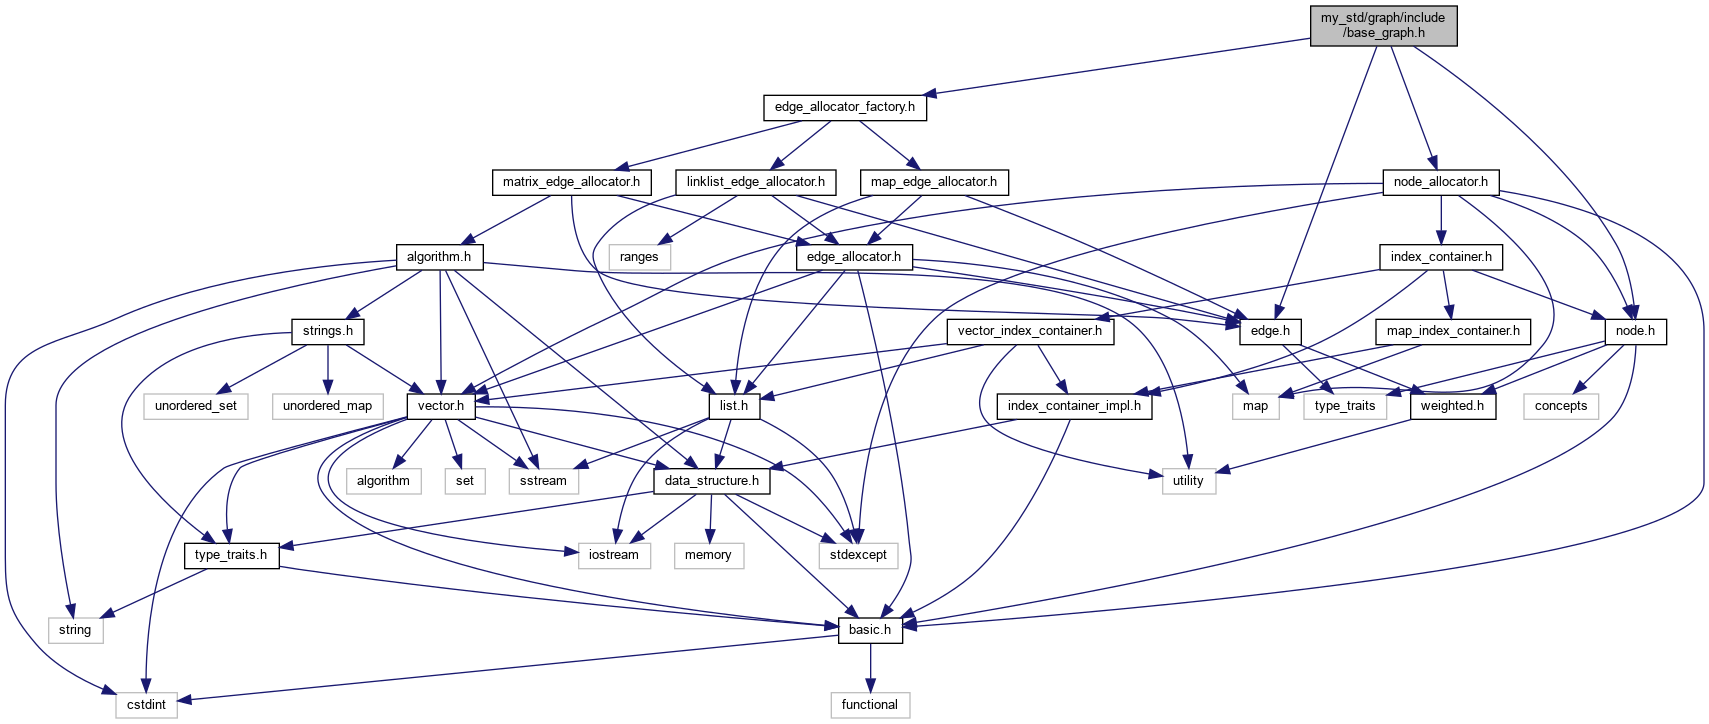 my_std/graph/include
/base_graph.h
edge_allocator_factory.h
matrix_edge_allocator.h
linklist_edge_allocator.h
map_edge_allocator.h
node_allocator.h
algorithm.h
ranges
edge_allocator.h
index_container.h
strings.h
vector_index_container.h
edge.h
map_index_container.h
node.h
unordered_set
unordered_map
vector.h
list.h
index_container_impl.h
map
type_traits
weighted.h
concepts
algorithm
set
sstream
data_structure.h
utility
type_traits.h
iostream
memory
stdexcept
string
basic.h
cstdint
functional